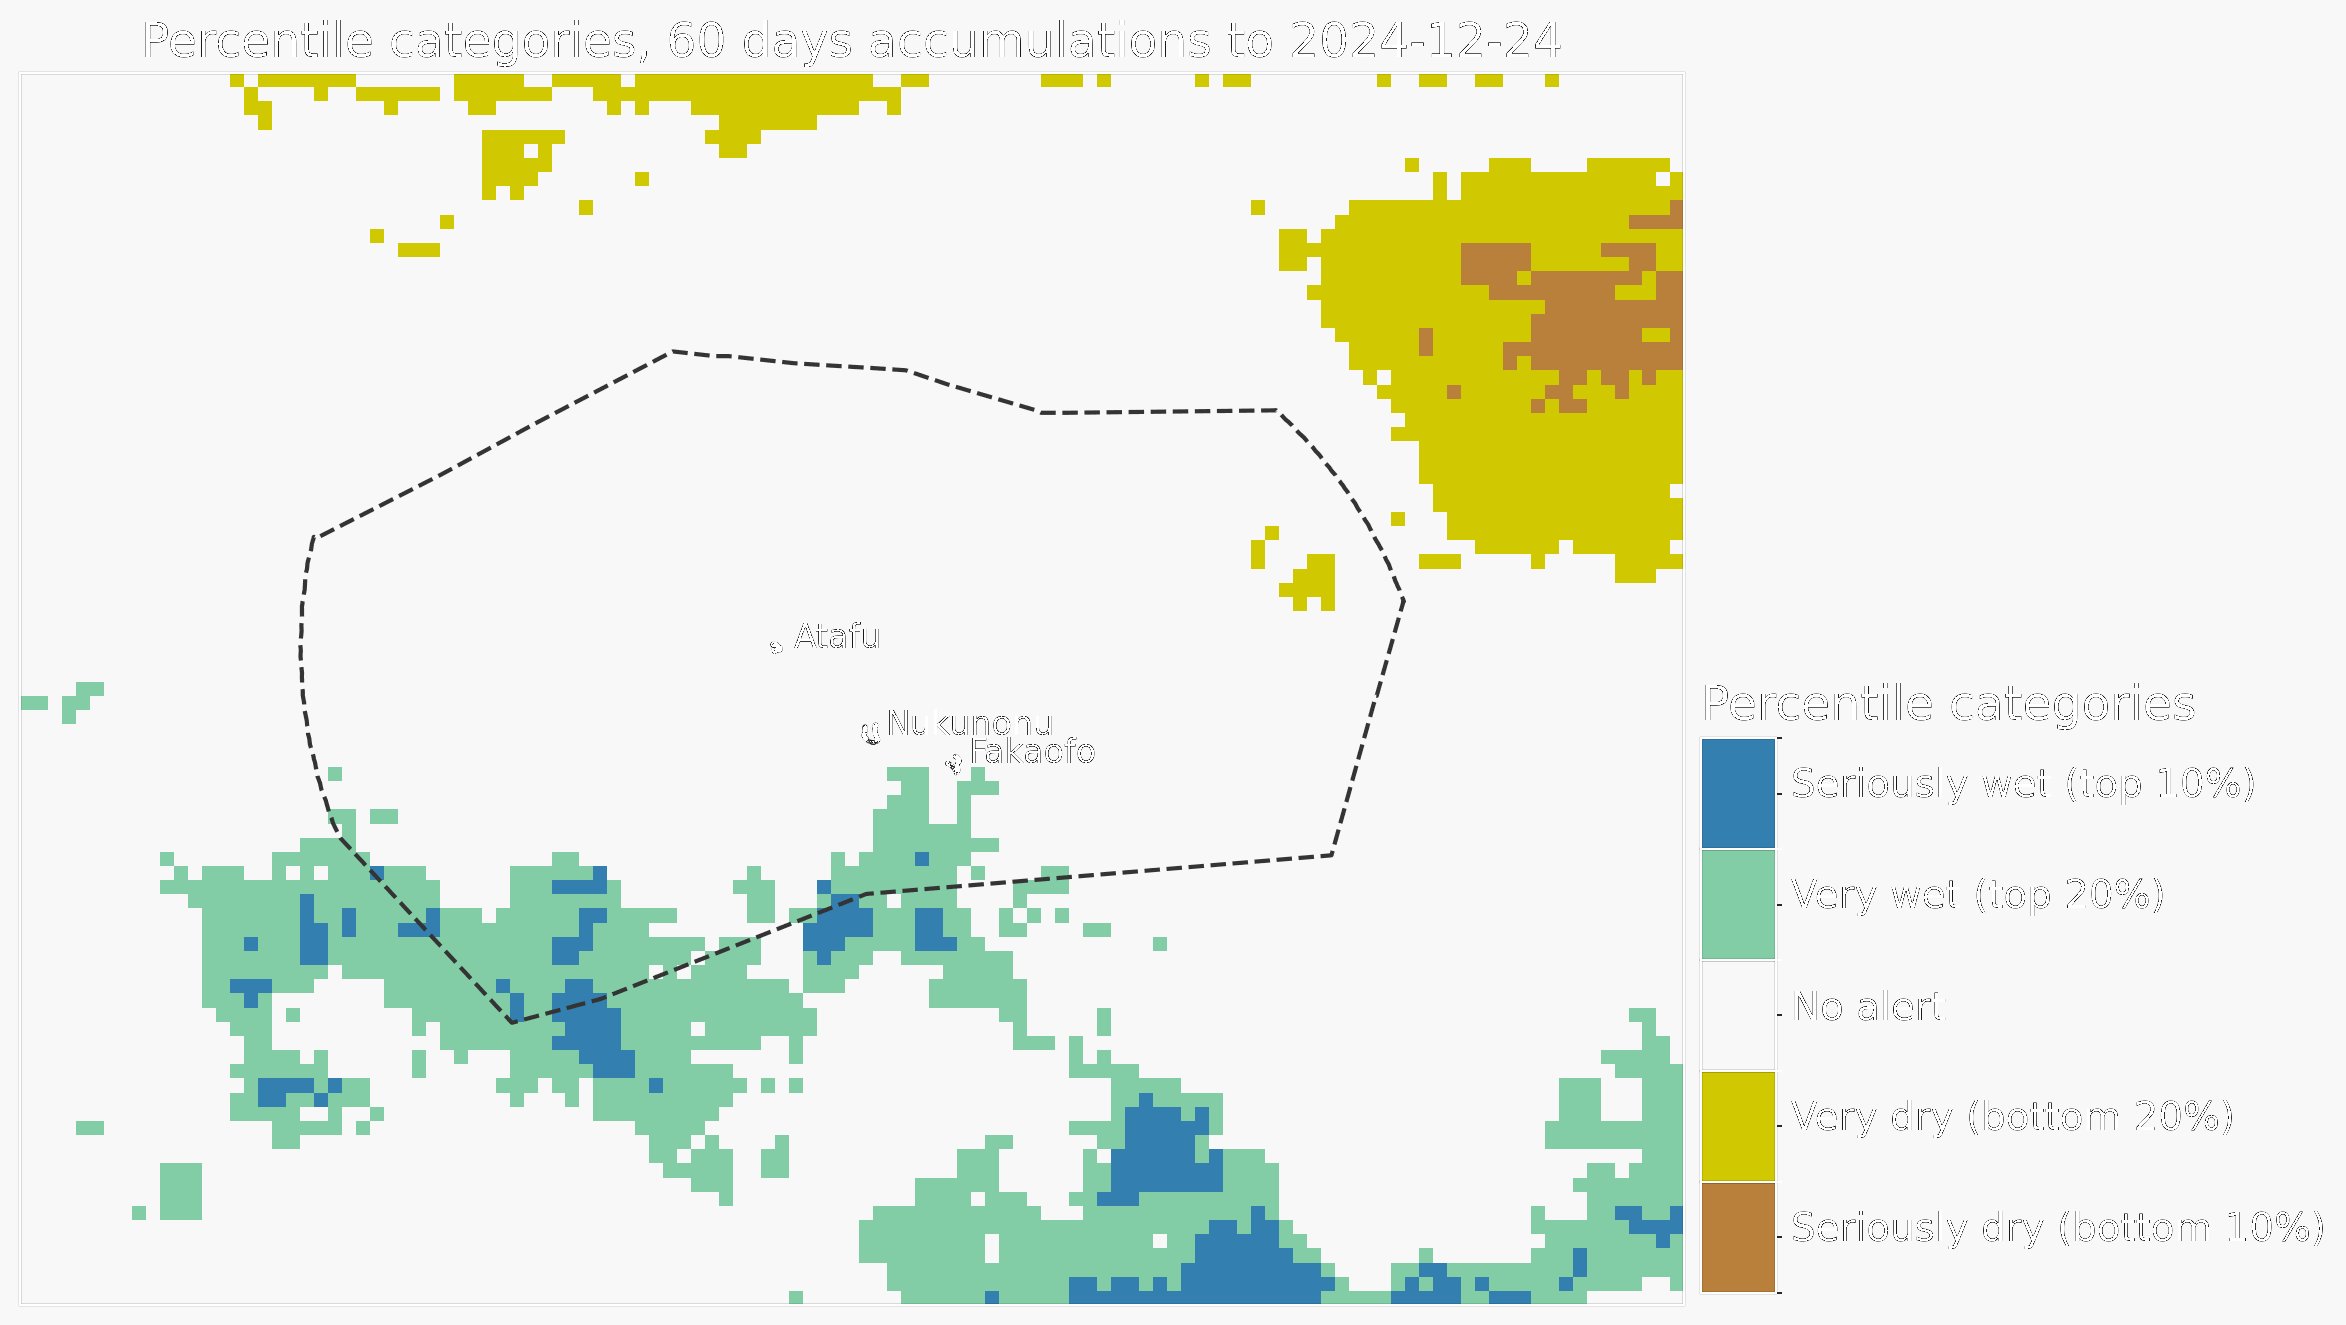 Percentile categories, 60 days accumulations to 2024-12-24
Atafu
Nukunonu
Fakaofo
Percentile categories
Seriously wet (top 10%)
Very wet (top 20%)
No alert
Very dry (bottom 20%)
Seriously dry (bottom 10%)